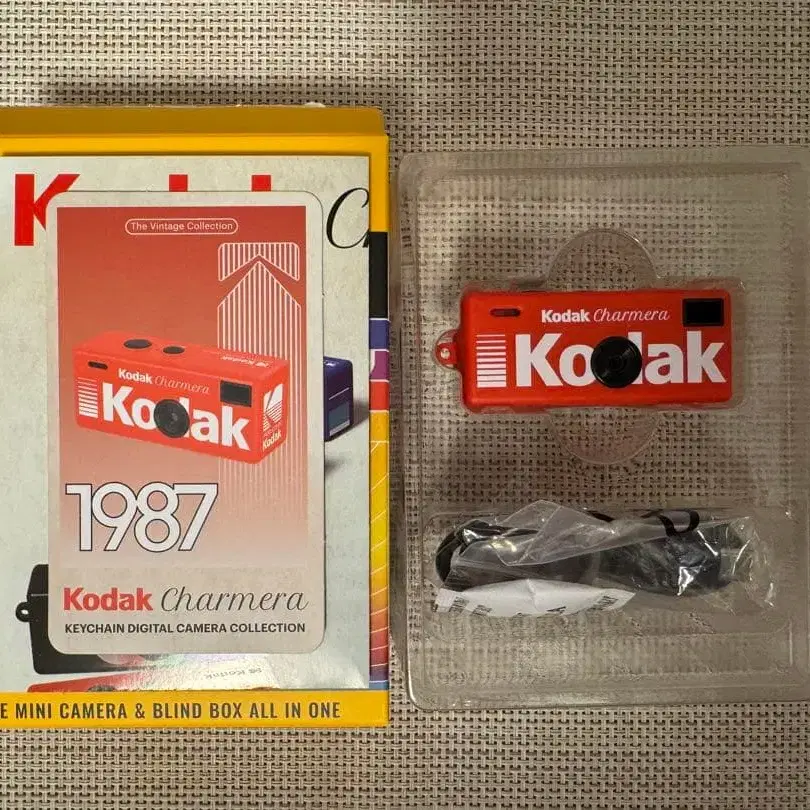 The Vintage Collection
Kodak Charmera
Kodak
Kodak
1987
Kodak Charmera
KEYCHAIN DIGITAL CAMERA COLLECTION
Kodak
MINI CAMERA & BLIND BOX ALL IN ONE
Kodak Charmera
Kodak